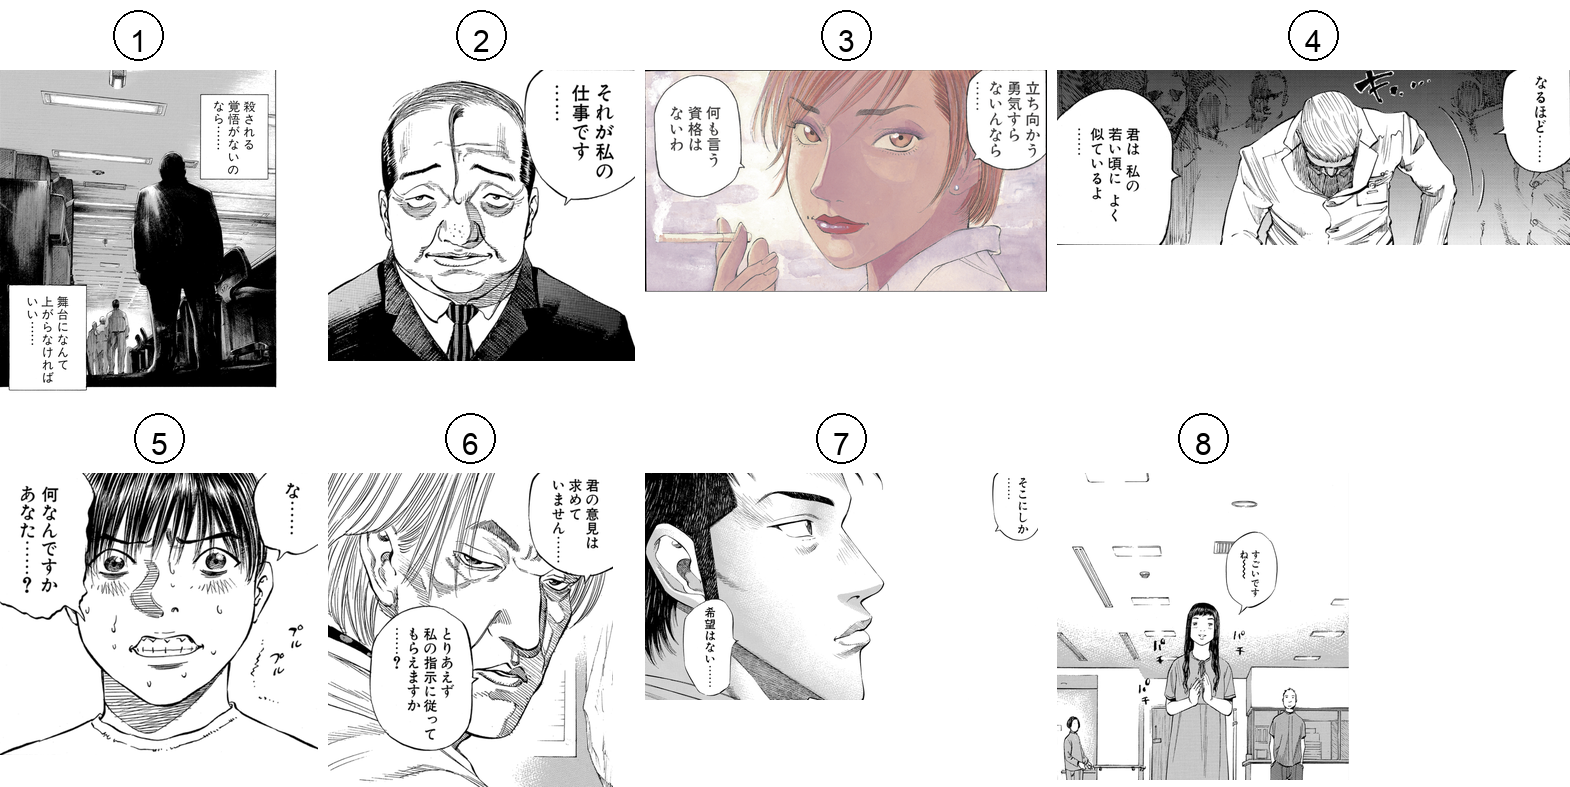 1
殺される
覚悟がないの
なら……
舞台になんて
上がらなければ
いい……
2
それが私の
仕事です
……
3
立ち向かう
勇気すら
ないんなら
……
何も言う
資格は
ないわ
4
なるほど……
君は 私の
若い頃に よく
似ているよ
……
キ…
5
な……
何なんですか
あなた……？
プル
プル
6
君の意見は
求めて
いません……
とりあえず
私の指示に従って
もらえますか
……？
7
そこにしか
……
希望はない……
8
すごいです
ね～～～
パチ
パチ
パチ